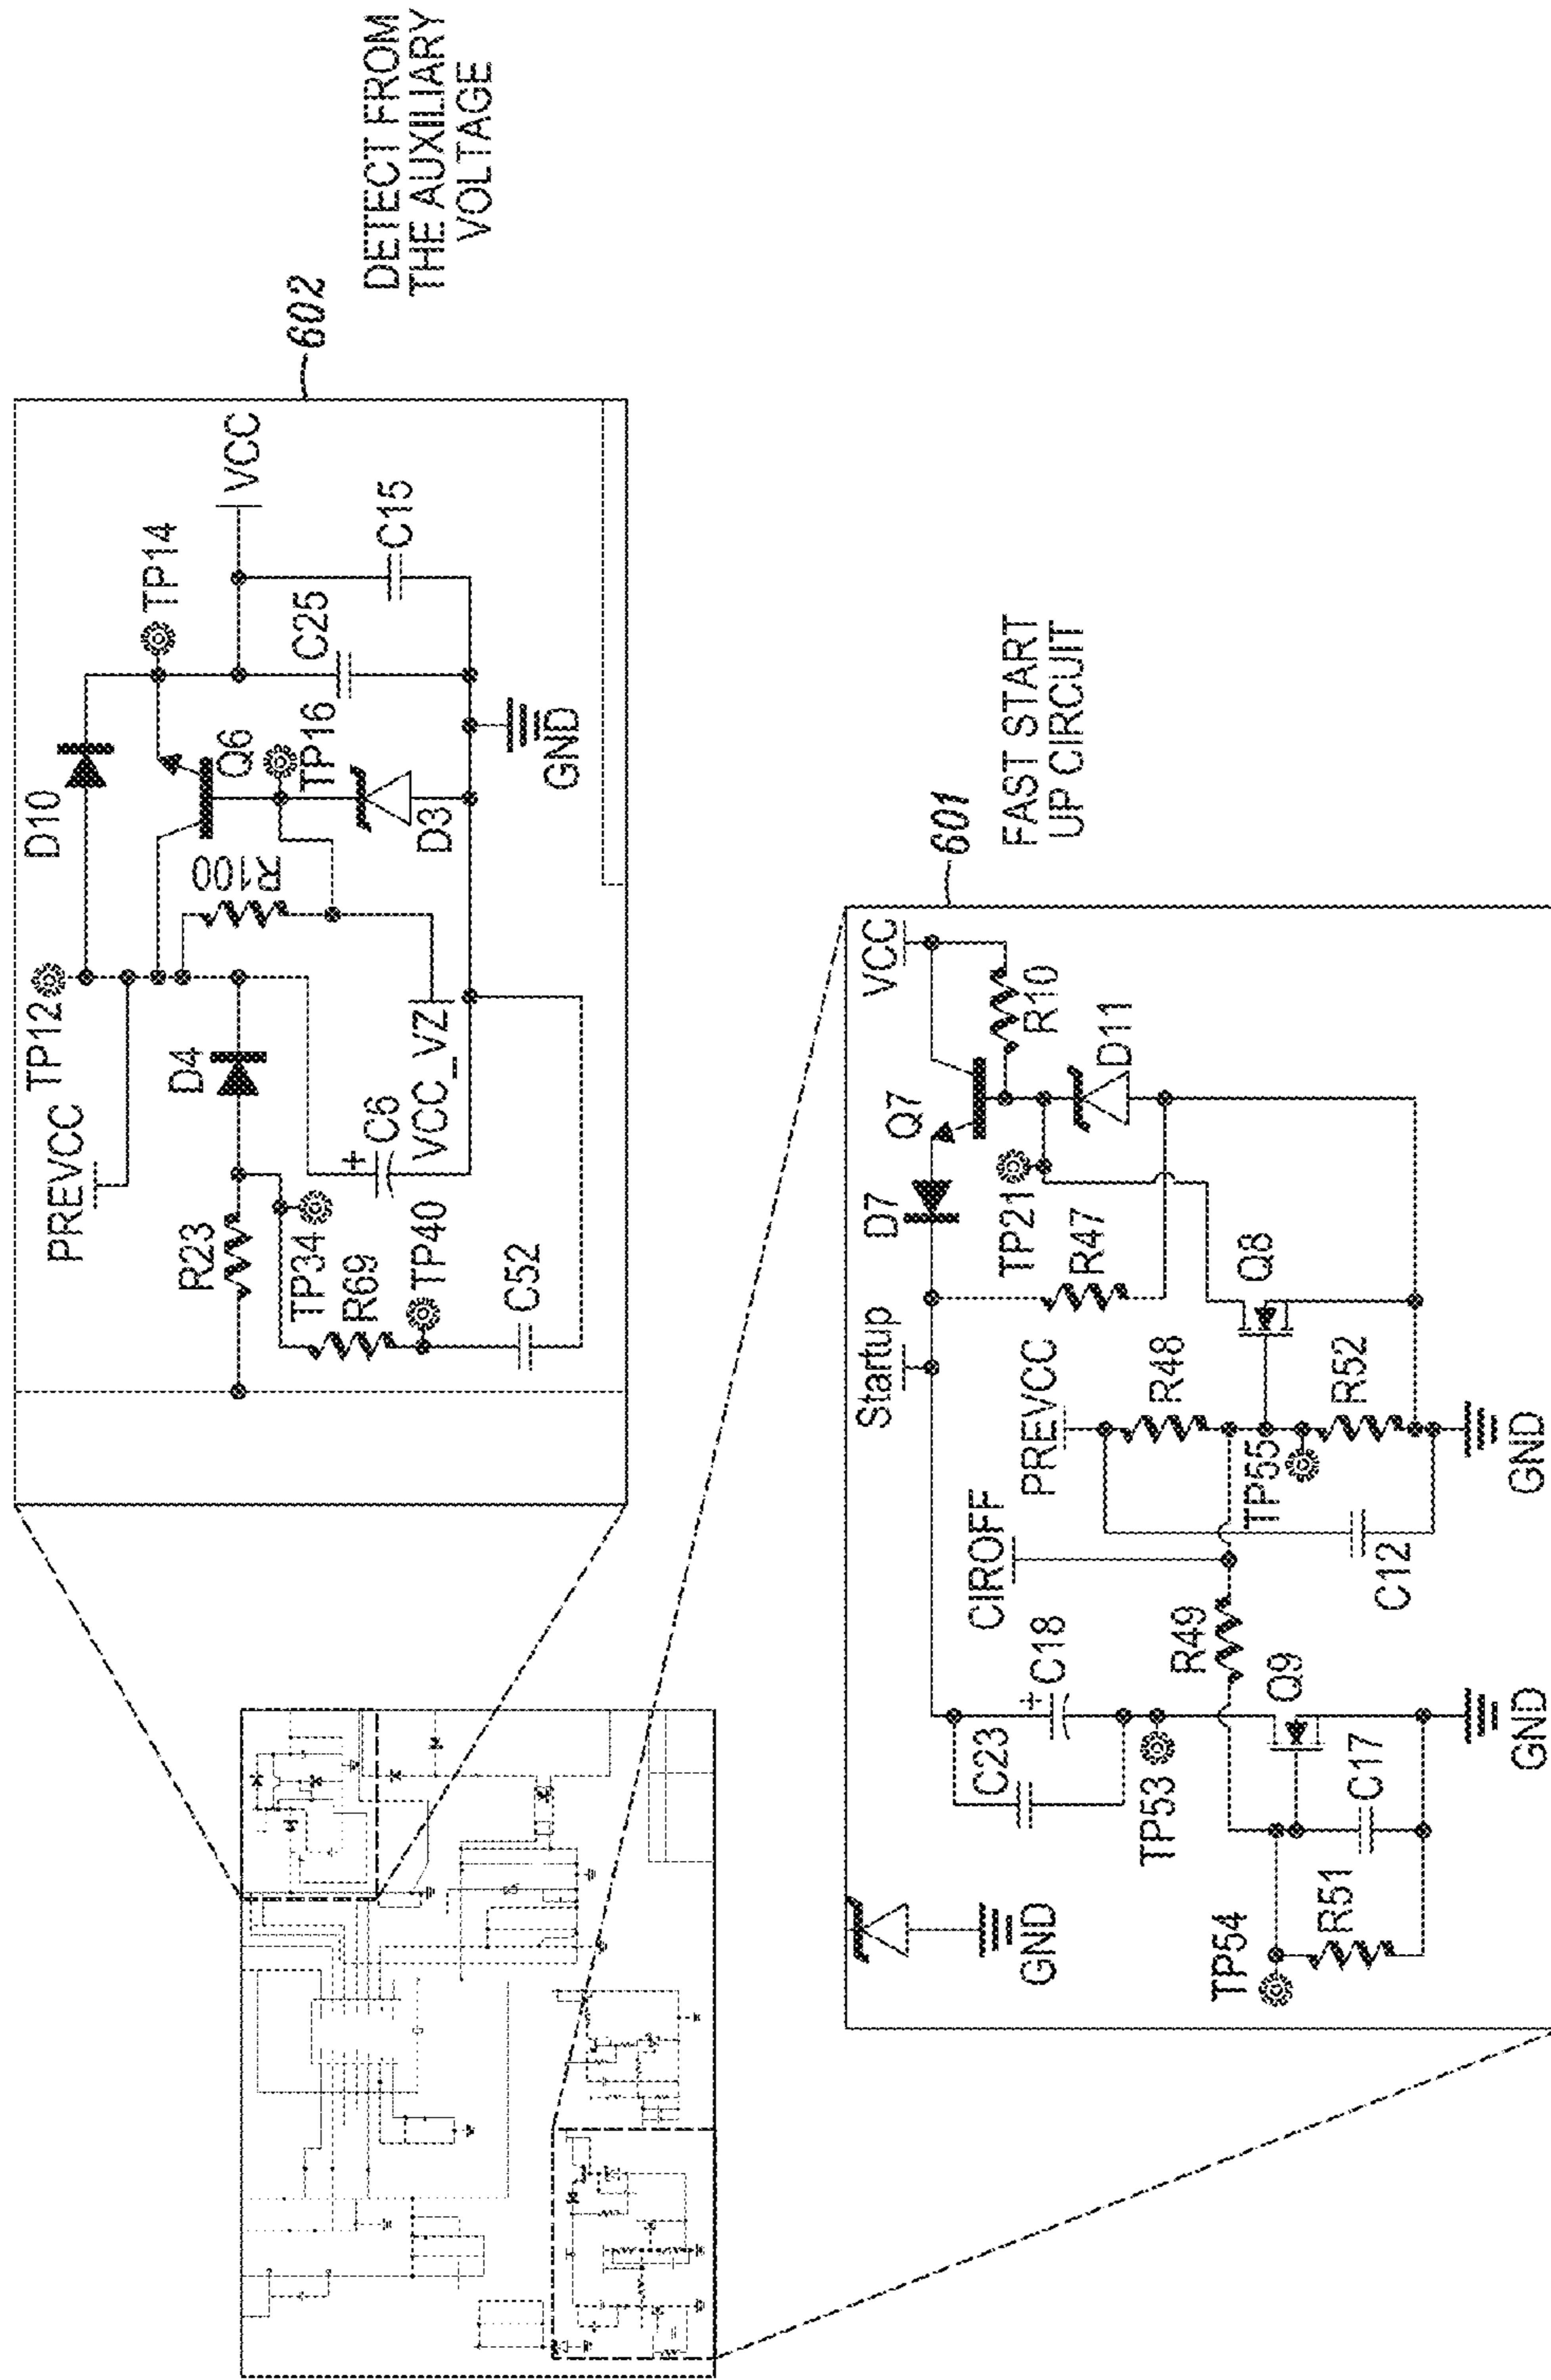 PREVCC
TP12
D10
R23
D4
R100
Q6
TP14
VCC
TP34
R69
C6
TP16
C25
C15
TP40
VCC_VZ
D3
C52
GND
602
DETECT FROM
THE AUXILIARY
VOLTAGE
Startup
D7
Q7
VCC
GND
C23
C18
CIROFF
PREVCC
R47
TP21
R10
D11
TP53
R49
R48
TP54
R51
C17
Q9
TP55
Q8
C12
R52
GND
GND
601
FAST START
UP CIRCUIT